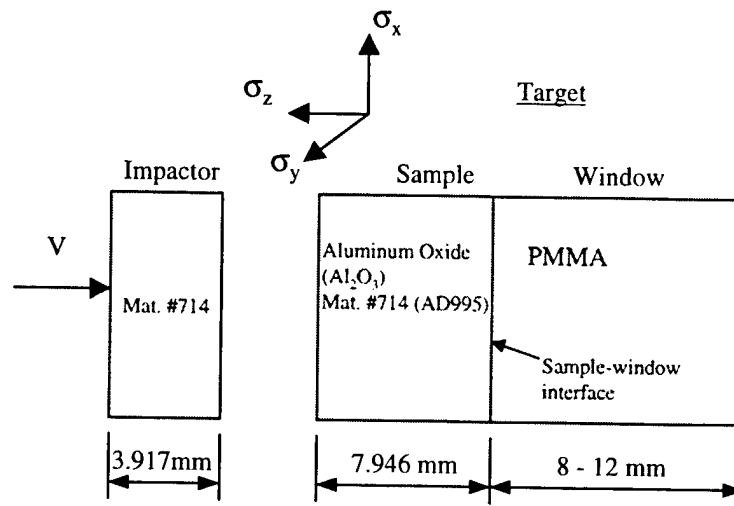 σx
σz
Target
σy
Impactor
Sample
Window
V
Aluminum Oxide
(Al2O3)
Mat. #714 (AD995)
PMMA
Mat. #714
Sample-window
interface
3.917mm
7.946 mm
8 - 12 mm